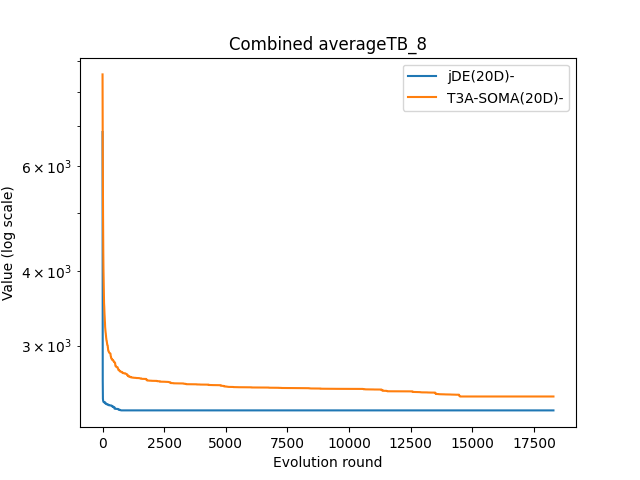 Combined averageTB_8
jDE(20D)-
T3A-SOMA(20D)-
Value (log scale)
6 × 10³
4 × 10³
3 × 10³
0 2500 5000 7500 10000 12500 15000 17500
Evolution round